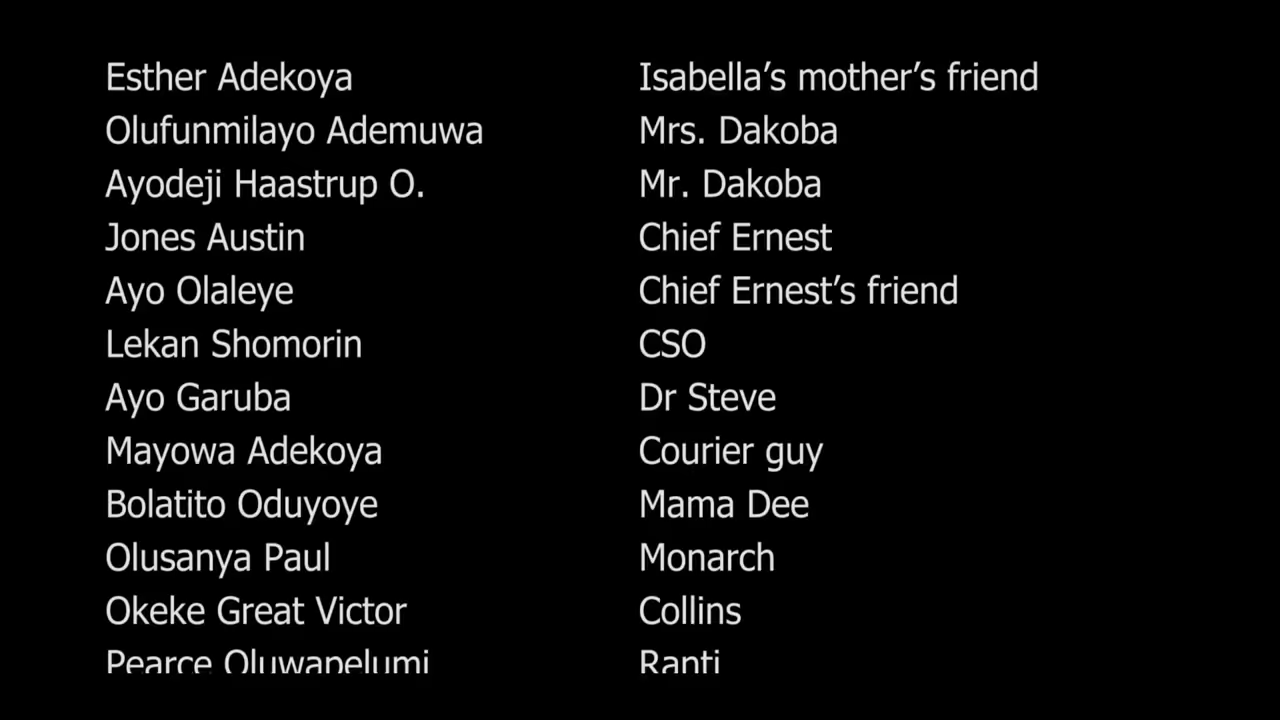 Esther Adekoya Isabella’s mother’s friend
Olufunmilayo Ademuwa Mrs. Dakoba
Ayodeji Haastrup O. Mr. Dakoba
Jones Austin Chief Ernest
Ayo Olaleye Chief Ernest’s friend
Lekan Shomorin CSO
Ayo Garuba Dr Steve
Mayowa Adekoya Courier guy
Bolatito Oduyoye Mama Dee
Olusanya Paul Monarch
Okeke Great Victor Collins
Pearce Oluwapelumi Ranti